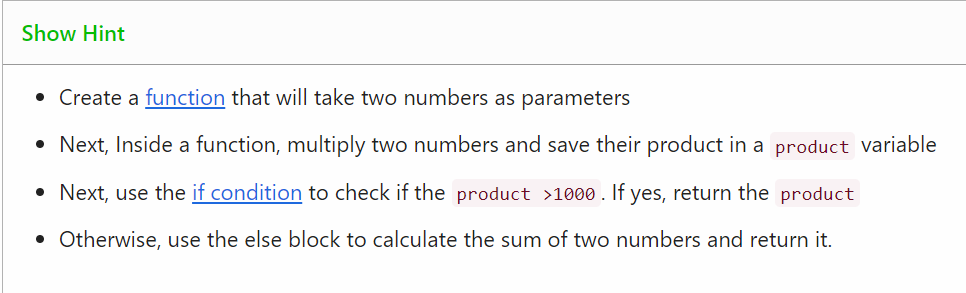 Show Hint
• Create a function that will take two numbers as parameters
• Next, Inside a function, multiply two numbers and save their product in a product variable
• Next, use the if condition to check if the product >1000. If yes, return the product
• Otherwise, use the else block to calculate the sum of two numbers and return it.